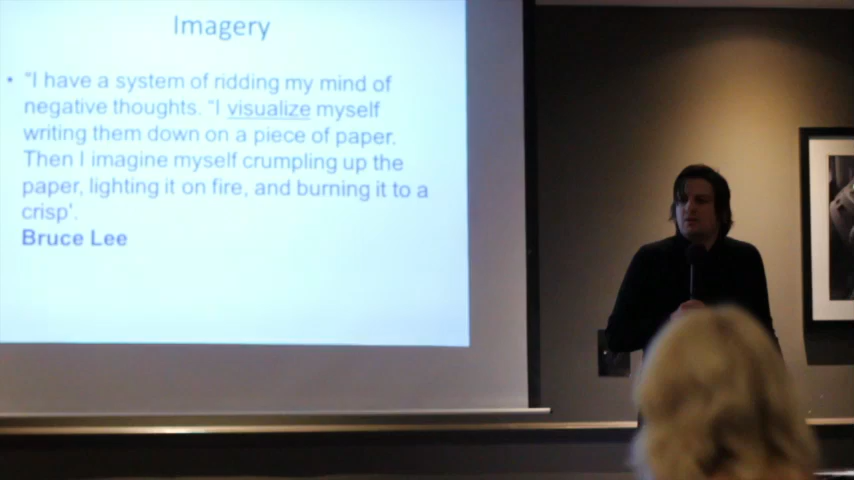 Imagery
• "I have a system of ridding my mind of
negative thoughts. "I visualize myself
writing them down on a piece of paper.
Then I imagine myself crumpling up the
paper, lighting it on fire, and burning it to a
crisp'.
Bruce Lee